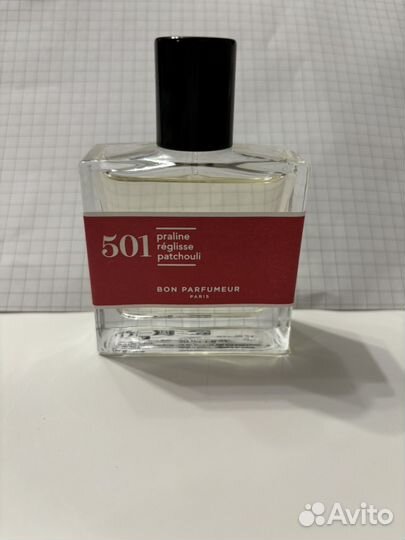 501
praline
réglisse
patchouli
BON PARFUMEUR
PARIS
Avito